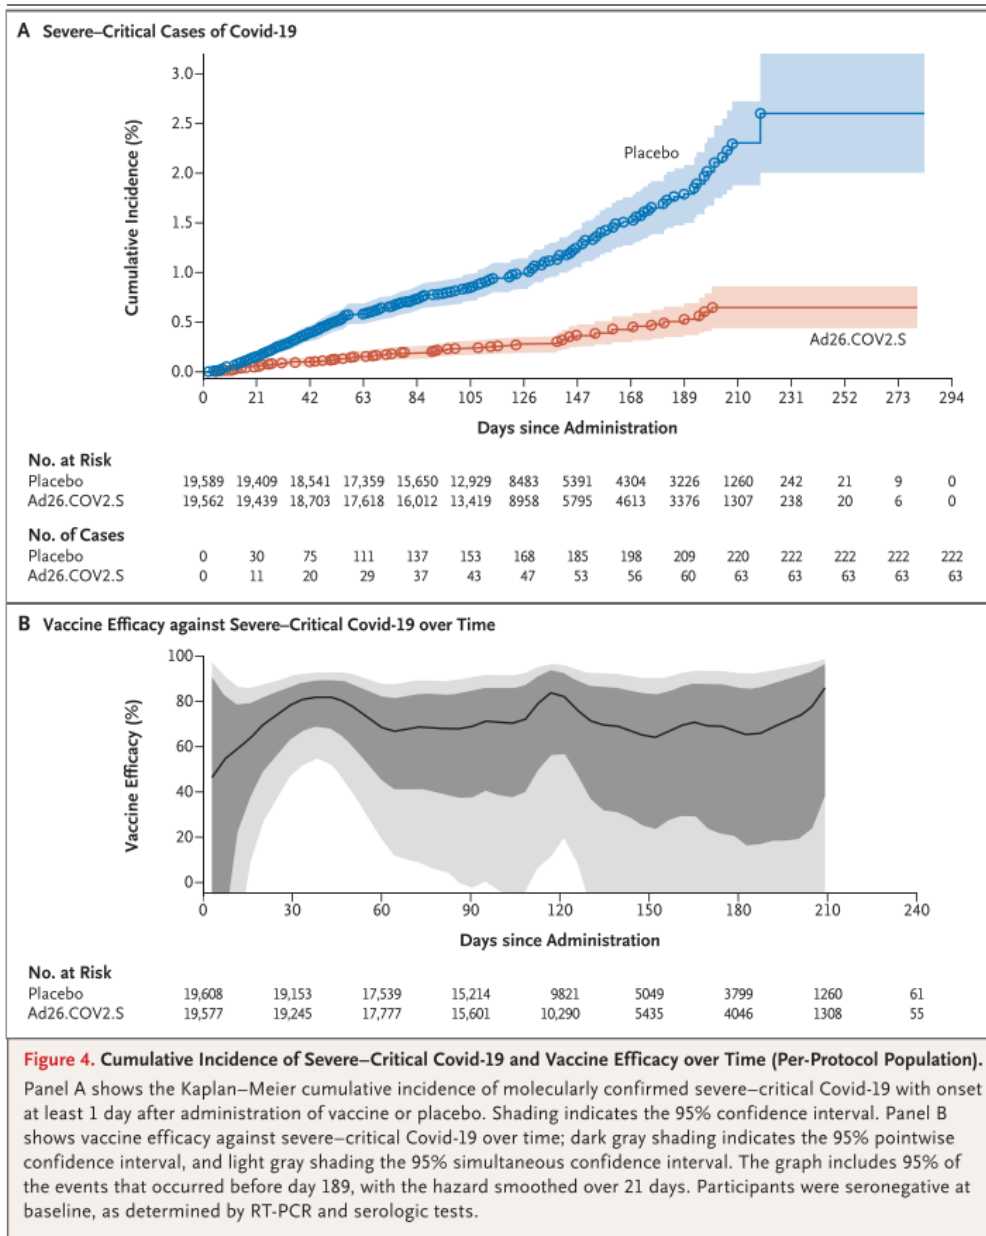 A Severe–Critical Cases of Covid-19
3.0
2.5
2.0
1.5
1.0
0.5
0.0
Cumulative Incidence (%)
Placebo
Ad26.COV2.S
0 21 42 63 84 105 126 147 168 189 210 231 252 273 294
Days since Administration
No. at Risk
Placebo 19,589 19,409 18,541 17,359 15,650 12,929 8483 5391 4304 3226 1260 242 21 9 0
Ad26.COV2.S 19,562 19,439 18,703 17,618 16,012 13,419 8958 5795 4613 3376 1307 238 20 6 0
No. of Cases
Placebo 0 30 75 111 137 153 168 185 198 209 220 222 222 222 222
Ad26.COV2.S 0 11 20 29 37 43 47 53 56 60 63 63 63 63 63
B Vaccine Efficacy against Severe–Critical Covid-19 over Time
100
80
60
40
20
0
Vaccine Efficacy (%)
0 30 60 90 120 150 180 210 240
Days since Administration
No. at Risk
Placebo 19,608 19,153 17,539 15,214 9821 5049 3799 1260 61
Ad26.COV2.S 19,577 19,245 17,777 15,601 10,290 5435 4046 1308 55
Figure 4. Cumulative Incidence of Severe–Critical Covid-19 and Vaccine Efficacy over Time (Per-Protocol Population).
Panel A shows the Kaplan–Meier cumulative incidence of molecularly confirmed severe–critical Covid-19 with onset
at least 1 day after administration of vaccine or placebo. Shading indicates the 95% confidence interval. Panel B
shows vaccine efficacy against severe–critical Covid-19 over time; dark gray shading indicates the 95% pointwise
confidence interval, and light gray shading the 95% simultaneous confidence interval. The graph includes 95% of
the events that occurred before day 189, with the hazard smoothed over 21 days. Participants were seronegative at
baseline, as determined by RT-PCR and serologic tests.